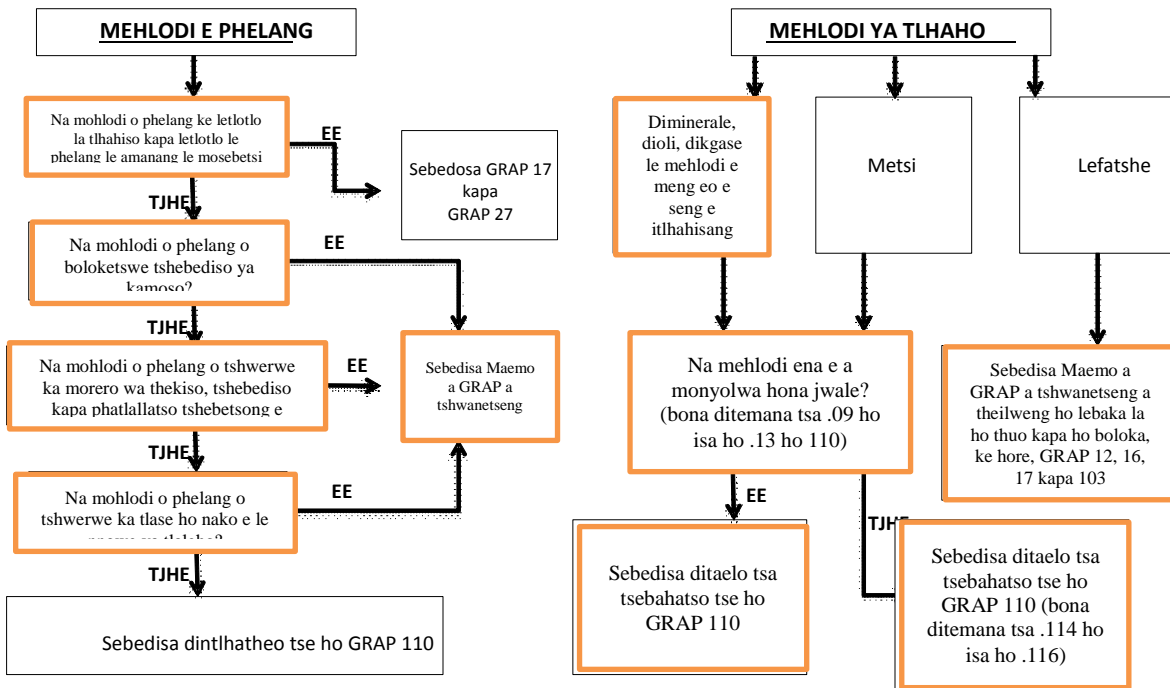 MEHLODI E PHELANG
Na mohlodi o phelang ke letlotlo
la tlhahiso kapa letlotlo le
phelang le amanang le mosebetsi
EE
Sebedosa GRAP 17
kapa
GRAP 27
TJHE
Na mohlodi o phelang o
boloketswe tshebediso ya
kamoso?
EE
TJHE
Na mohlodi o phelang o tshwerwe
ka morero wa thekiso, tshebediso
kapa phatlallatso tshebetsong e
EE
Sebedisa Maemo
a GRAP a
tshwanetseng
TJHE
Na mohlodi o phelang o
tshwerwe ka tlase ho nako e le
EE
TJHE
Sebedisa dintlhatheo tse ho GRAP 110
MEHLODI YA TLHAHO
Diminerale,
dioli, dikgase
le mehlodi e
meng eo e
seng e
itlhahisang
Metsi
Lefatshe
Na mehlodi ena e a
monyolwa hona jwale?
(bona ditemana tsa .09 ho
isa ho .13 ho 110)
Sebedisa Maemo a
GRAP a tshwanetseng
a theilweng ho lebaka la
ho thuo kapa ho boloka,
ke hore, GRAP 12, 16,
17 kapa 103
EE
TJHE
Sebedisa ditaelo tsa
tsebahatso tse ho
GRAP 110
Sebedisa ditaelo tsa
tsebahatso tse ho
GRAP 110 (bona
ditemana tsa .114 ho
isa ho .116)